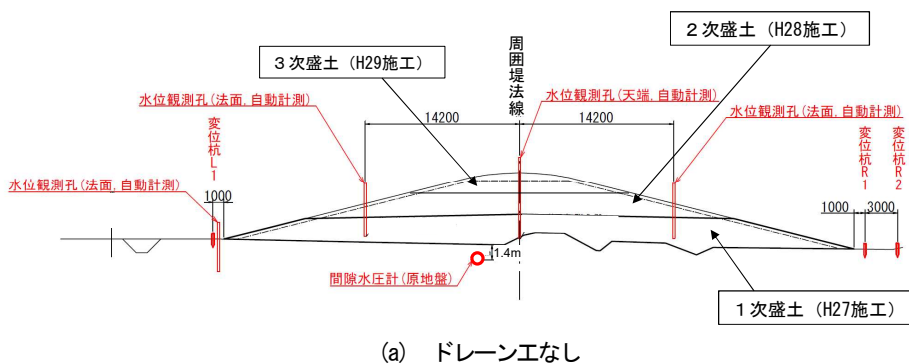 2次盛土（H28施工）
3次盛土（H29施工）
周囲堤法線
水位観測孔(法面,自動計測)
水位観測孔(天端,自動計測)
水位観測孔(法面,自動計測)
14200
14200
変位杭L1
変位杭R1
変位杭R2
水位観測孔(法面,自動計測)
1000
1000
3000
1.4m
間隙水圧計(原地盤)
1次盛土（H27施工）
(a) ドレーン工なし